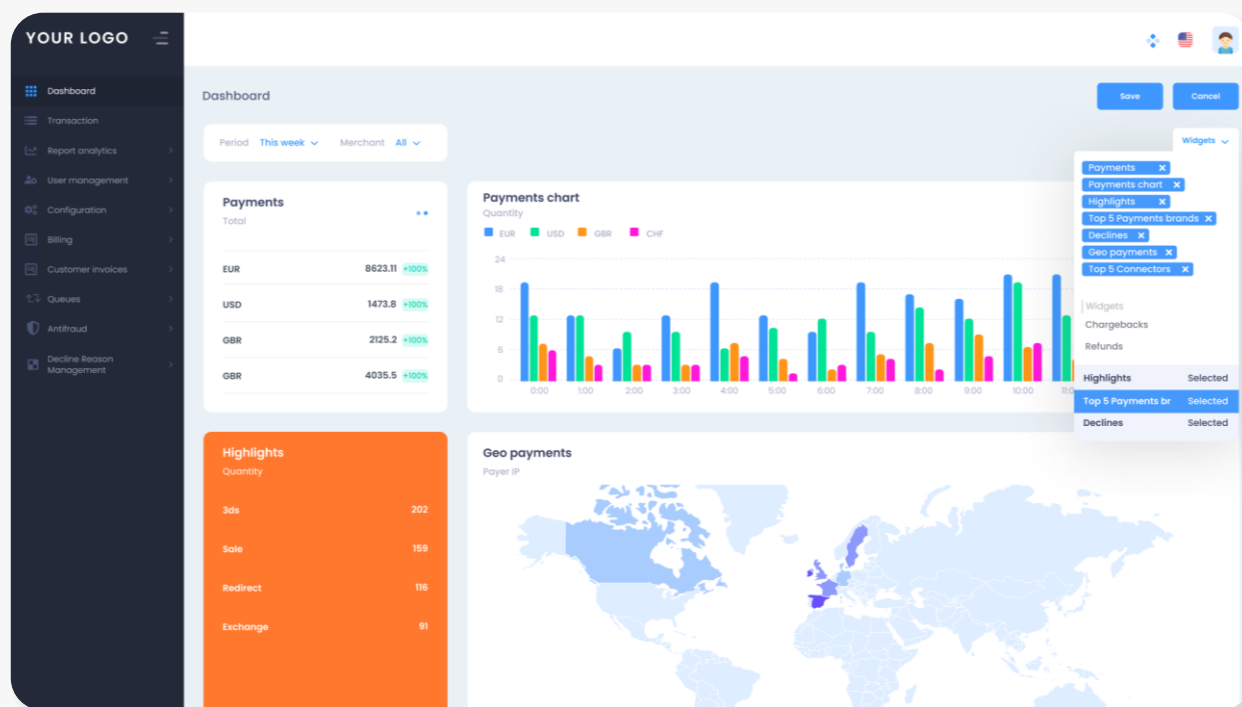 YOUR LOGO
Dashboard
Transaction
Report analytics
User management
Configuration
Billing
Customer invoices
Queues
Antifraud
Decline Reason
Management
Dashboard
Save
Cancel
Period This week
Merchant All
Widgets
Payments
Total
EUR 8623.11 +100%
USD 1473.8 +100%
GBR 2125.2 +100%
GBR 4035.5 +100%
Payments chart
Quantity
EUR USD GBR CHF
24
18
12
6
0
0:00 1:00 2:00 3:00 4:00 5:00 6:00 7:00 8:00 9:00 10:00
Payments ×
Payments chart ×
Highlights ×
Top 5 Payments brands ×
Declines ×
Geo payments ×
Top 5 Connectors ×
Widgets
Chargebacks
Refunds
Highlights Selected
Top 5 Payments br Selected
Declines Selected
Highlights
Quantity
3ds 202
Sale 159
Redirect 116
Exchange 91
Geo payments
Payer IP